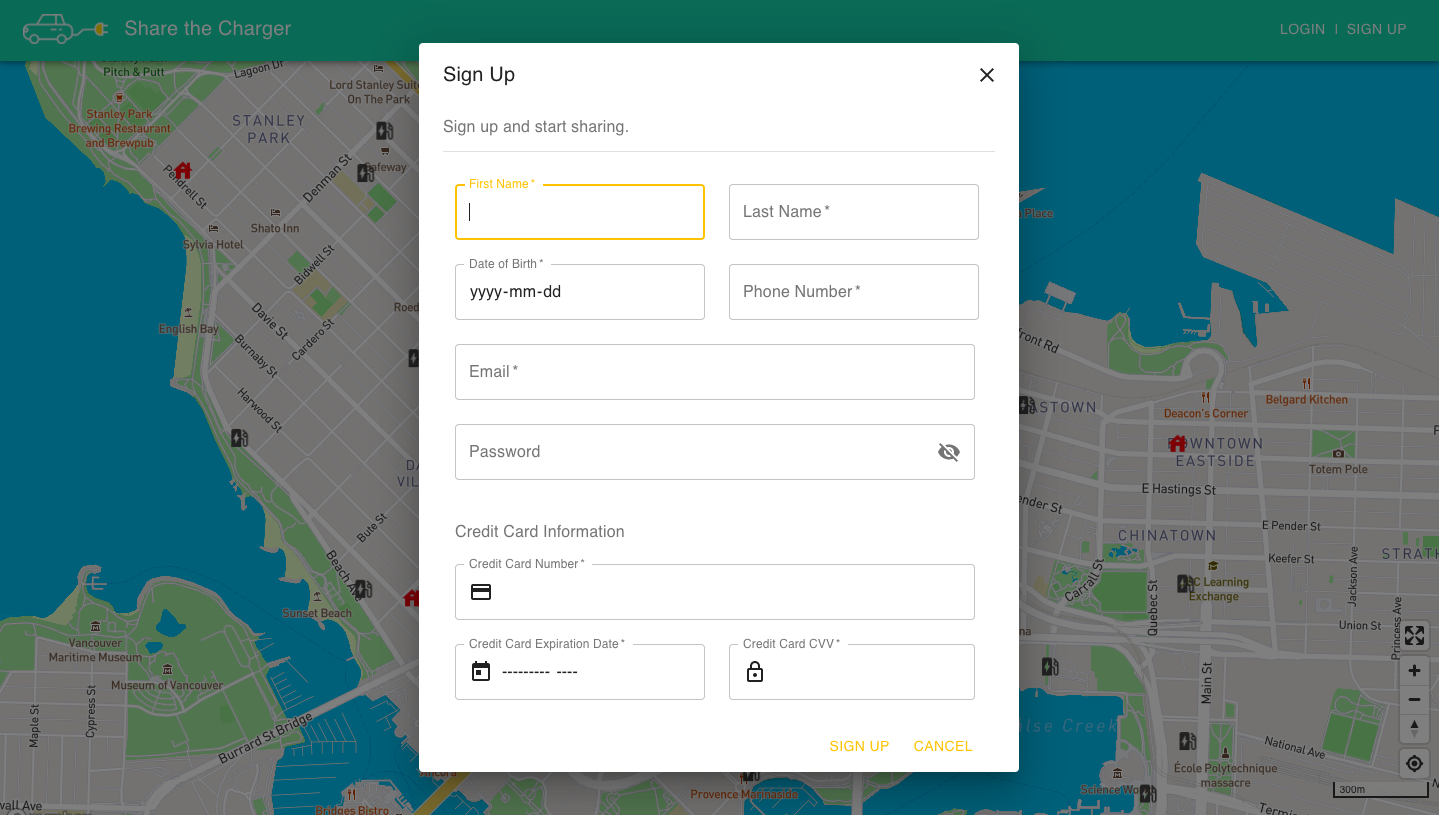 Share the Charger
LOGIN | SIGN UP
Sign Up
Sign up and start sharing.
First Name *
Last Name *
Date of Birth *
yyyy-mm-dd
Phone Number *
Email *
Password
Credit Card Information
Credit Card Number *
Credit Card Expiration Date *
--------- ----
Credit Card CVV *
SIGN UP
CANCEL
Pitch & Putt
Lagoon Dr
Lord Stanley Suite
On The Park
Stanley Park
Brewing Restaurant
and Brewpub
STANLEY
PARK
Safeway
Pendrell St
Denman St
Shato Inn
Sylvia Hotel
Bidwell St
English Bay
Davie St
Cardero St
Burnaby St
Harwood St
Bute St
Beach Ave
Sunset Beach
Vancouver
Maritime Museum
Museum of Vancouver
Maple St
Cypress St
Burrard St Bridge
Bridges Bistro
Provence Marinaside
Place
front Rd
Belgard Kitchen
Deacon's Corner
ASTOWN
DOWNTOWN
EASTSIDE
Totem Pole
E Hastings St
ender St
E Pender St
CHINATOWN
Keefer St
STRATH
Jackson Ave
Carrall St
Learning
Exchange
Quebec St
Union St
Princess Ave
Main St
alse Creek
National Ave
École Polytechnique
massacre
Science Wo
Termi
300m